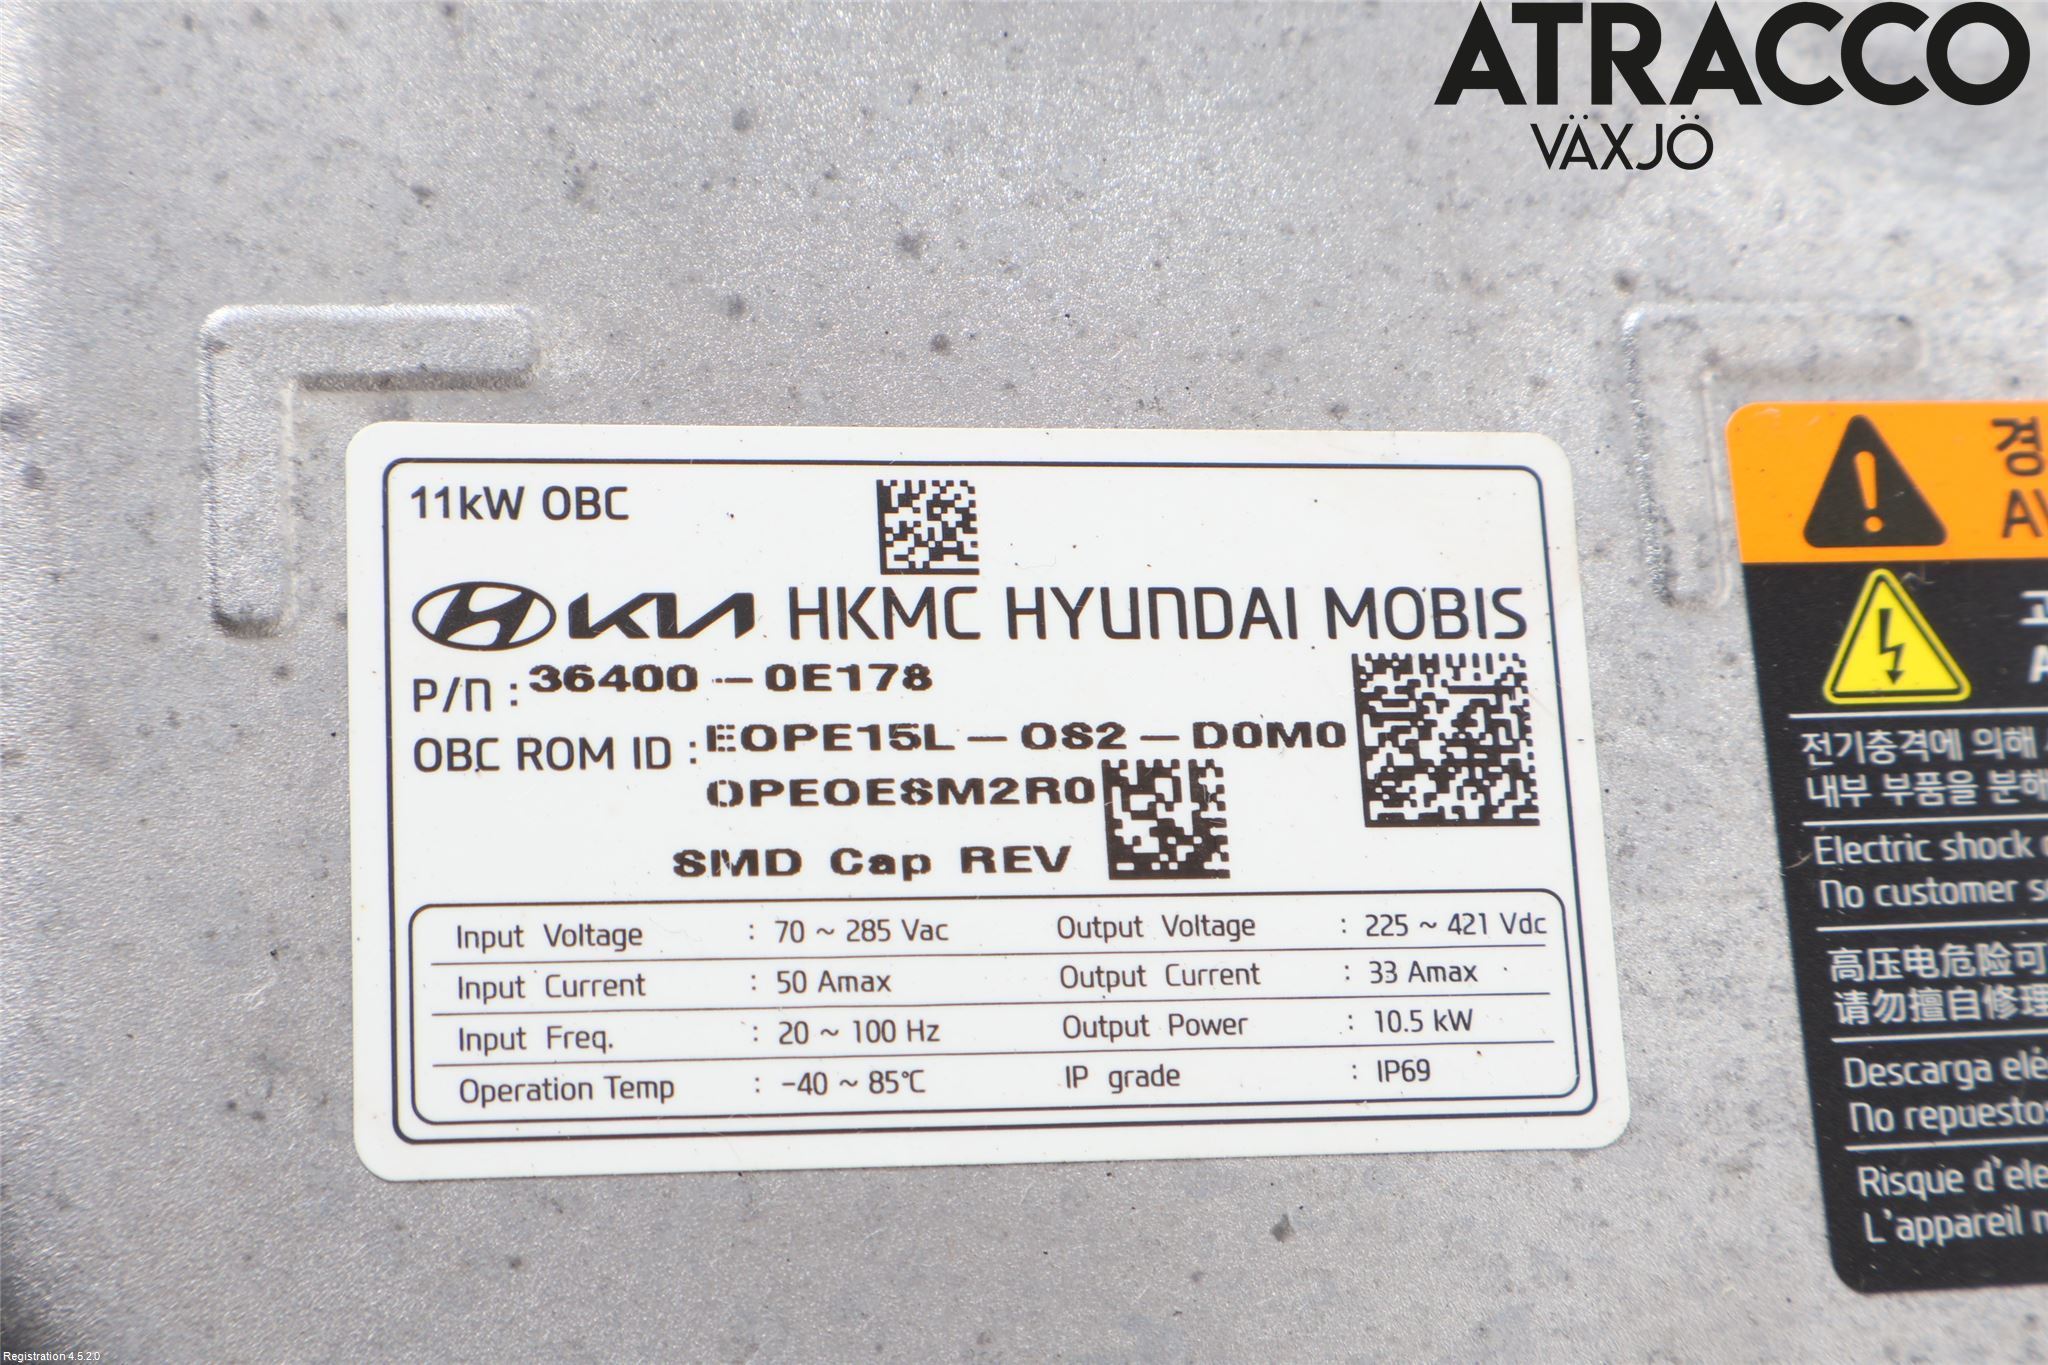 ATRACCO
VÄXJÖ
11kW OBC
KIA HKMC HYUNDAI MOBIS
P/N : 36400 - 0E178
OBC ROM ID : EOPE15L - OS2 - D0M0
OPEOESM2R0
SMD Cap REV
Input Voltage : 70 ~ 285 Vac Output Voltage : 225 ~ 421 Vdc
Input Current : 50 Amax Output Current : 33 Amax
Input Freq. : 20 ~ 100 Hz Output Power : 10.5 kW
Operation Temp : -40 ~ 85℃ IP grade : IP69
경
전기충격에 의해
내부 부품을 분해
Electric shock
No customer
高压电危险可
请勿擅自修理
Descarga
No repuestos
Risque
L'appareil
Registration 4.5.2.0